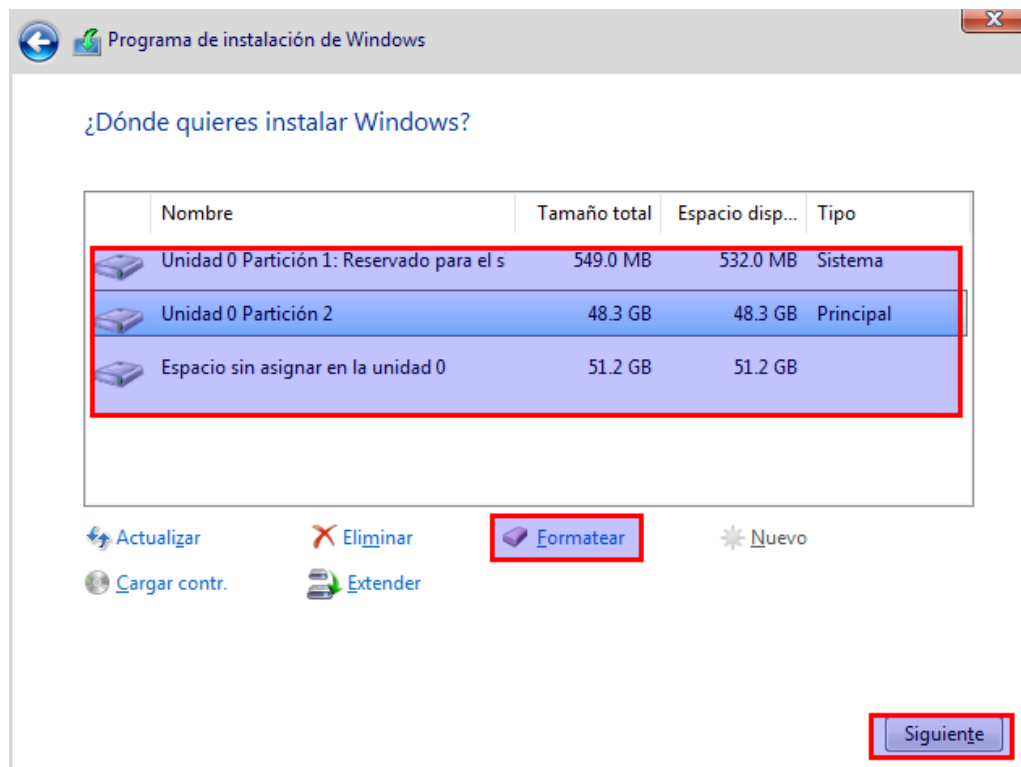 Programa de instalación de Windows
¿Dónde quieres instalar Windows?
Nombre Tamaño total Espacio disp... Tipo
Unidad 0 Partición 1: Reservado para el s 549.0 MB 532.0 MB Sistema
Unidad 0 Partición 2 48.3 GB 48.3 GB Principal
Espacio sin asignar en la unidad 0 51.2 GB 51.2 GB
Actualizar Eliminar Formatear Nuevo
Cargar contr. Extender
Siguiente